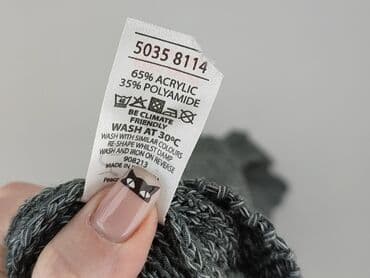 5035 8114
65% ACRYLIC
35% POLYAMIDE
BE CLIMATE
FRIENDLY
WASH AT 30°C
WASH WITH SIMILAR COLOURS
RE-SHAPE WHILST DAMP
WASH AND IRON ON REVERSE
908213
MADE IN